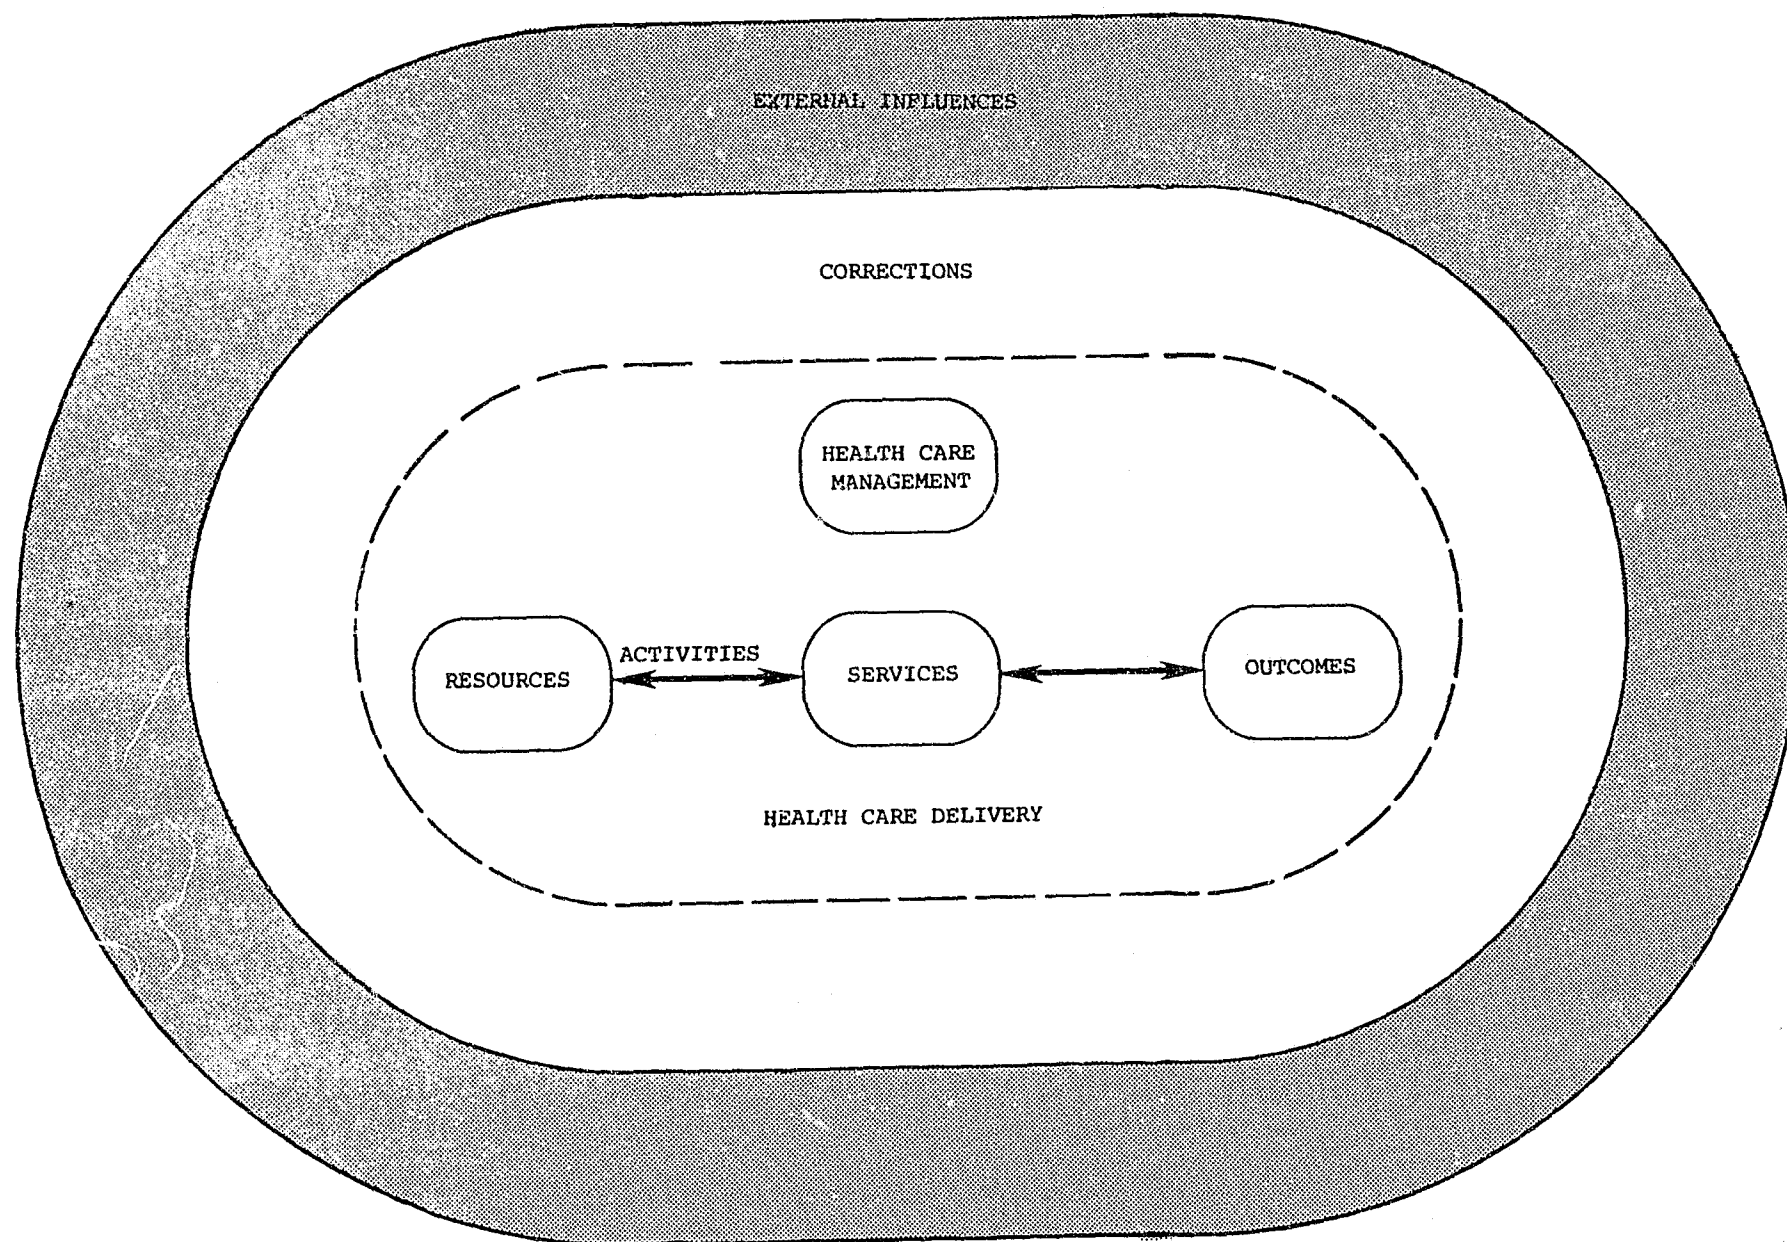 EXTERNAL INFLUENCES
CORRECTIONS
HEALTH CARE
MANAGEMENT
ACTIVITIES
RESOURCES
SERVICES
OUTCOMES
HEALTH CARE DELIVERY